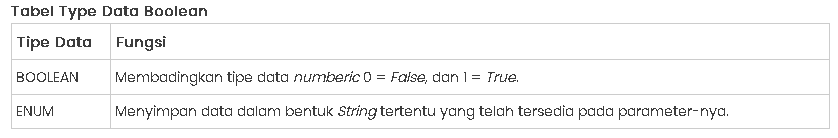 Tabel Type Data Boolean
Tipe Data Fungsi
BOOLEAN Membadingkan tipe data numberic 0 = False, dan 1 = True.
ENUM Menyimpan data dalam bentuk String tertentu yang telah tersedia pada parameter-nya.